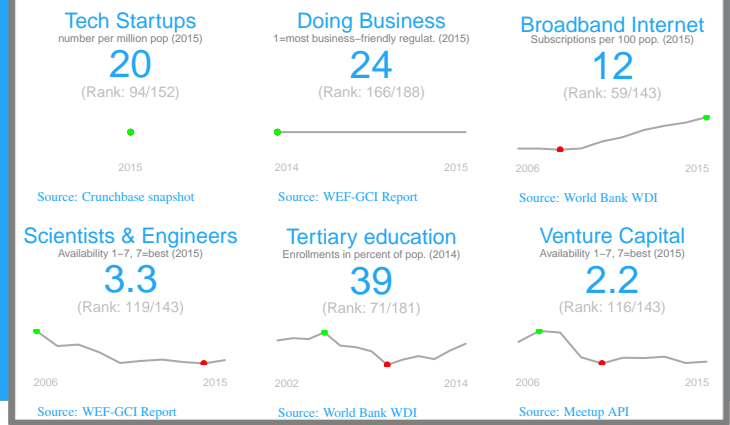 Tech Startups
number per million pop (2015)
20
(Rank: 94/152)
2015
Source: Crunchbase snapshot
Doing Business
1=most business−friendly regulat. (2015)
24
(Rank: 166/188)
2014 2015
Source: WEF-GCI Report
Broadband Internet
Subscriptions per 100 pop. (2015)
12
(Rank: 59/143)
2006 2015
Source: World Bank WDI
Scientists & Engineers
Availability 1−7, 7=best (2015)
3.3
(Rank: 119/143)
2006 2015
Source: WEF-GCI Report
Tertiary education
Enrollments in percent of pop. (2014)
39
(Rank: 71/181)
2002 2014
Source: World Bank WDI
Venture Capital
Availability 1−7, 7=best (2015)
2.2
(Rank: 116/143)
2006 2015
Source: Meetup API